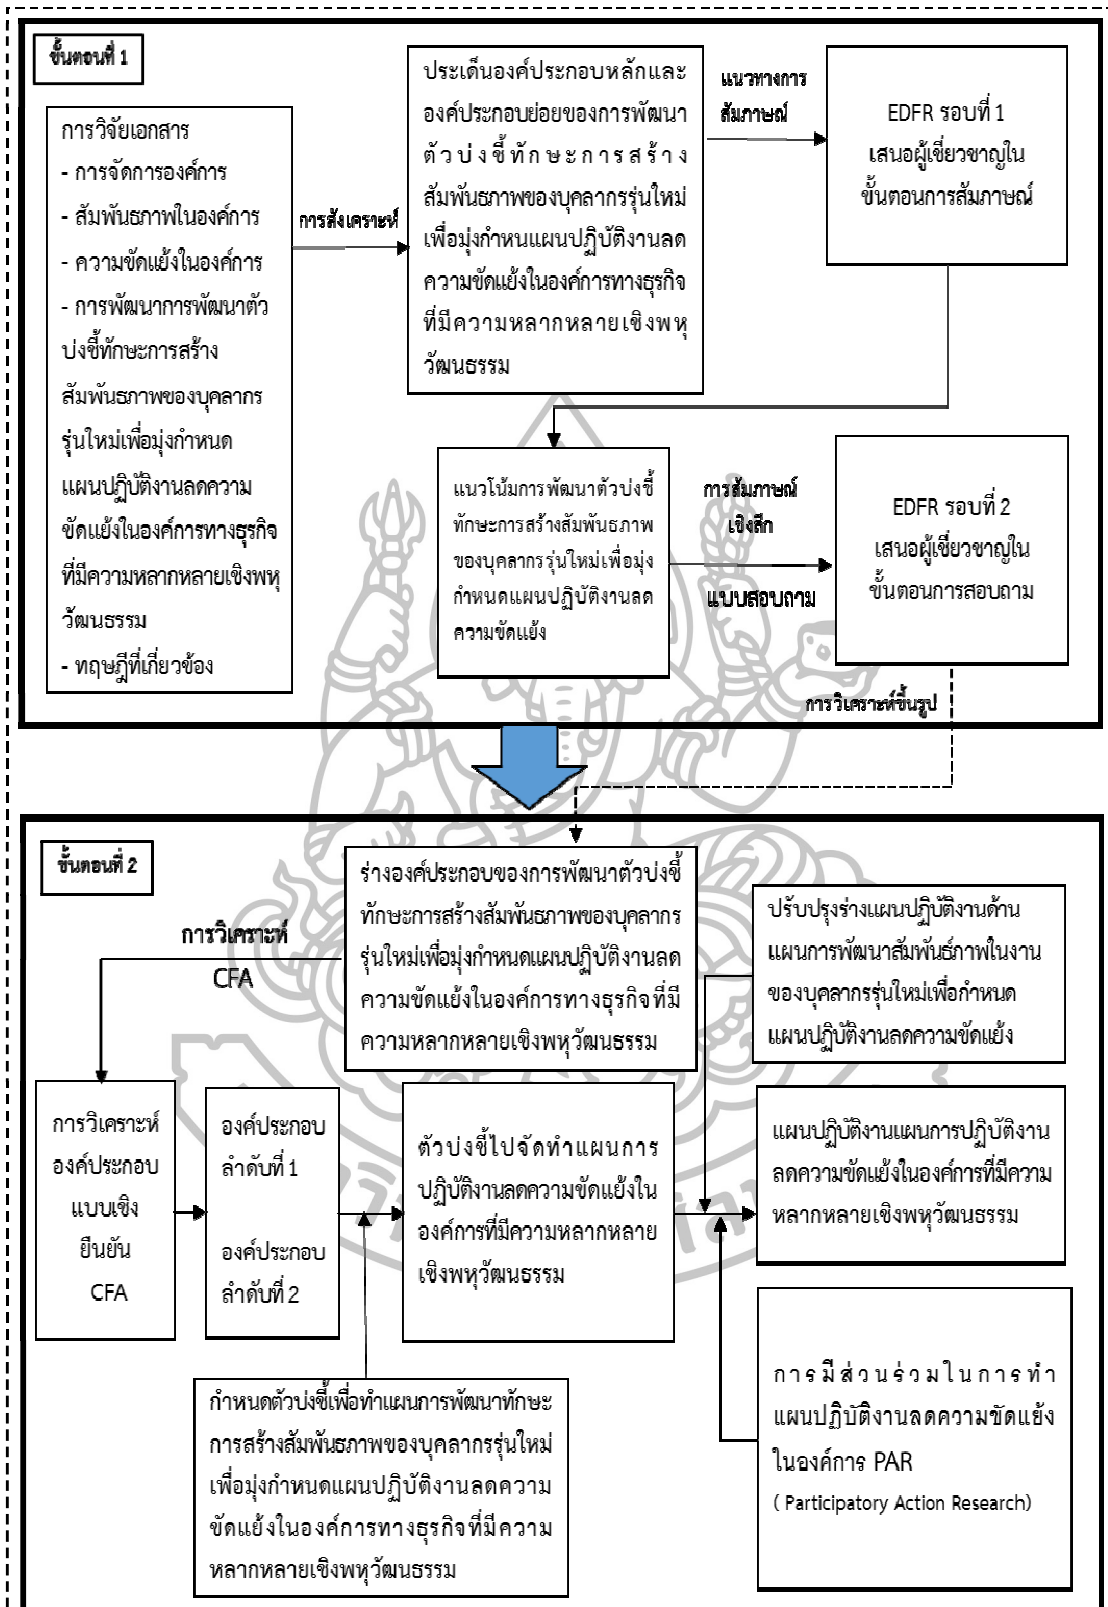 ขั้นตอนที่ 1
การวิจัยเอกสาร
- การจัดการองค์การ
- สัมพันธภาพในองค์การ
- ความขัดแย้งในองค์การ
- การพัฒนาการพัฒนาตัว
บ่งชี้ทักษะการสร้าง
สัมพันธภาพของบุคลากร
รุ่นใหม่เพื่อมุ่งกำหนด
แผนปฏิบัติงานลดความ
ขัดแย้งในองค์การทางธุรกิจ
ที่มีความหลากหลายเชิงพหุ
วัฒนธรรม
- ทฤษฎีที่เกี่ยวข้อง
การสังเคราะห์
ประเด็นองค์ประกอบหลักและ
องค์ประกอบย่อยของการพัฒนา
ตัวบ่งชี้ทักษะการสร้าง
สัมพันธภาพของบุคลากรรุ่นใหม่
เพื่อมุ่งกำหนแผนปฏิบัติงานลด
ความขัดแย้งในองค์การทางธุรกิจ
ที่มีความหลากหลายเชิงพหุ
วัฒนธรรม
แนวทางการ
สัมภาษณ์
EDFR รอบที่ 1
เสนอผู้เชี่ยวชาญใน
ขั้นตอนการสัมภาษณ์
แนวโน้มการพัฒนาตัวบ่งชี้
ทักษะการสร้างสัมพันธภาพ
ของบุคลากรรุ่นใหม่เพื่อมุ่ง
กำหนดแผนปฏิบัติงานลด
ความขัดแย้ง
การสัมภาษณ์
เชิงลึก
แบบสอบถาม
EDFR รอบที่ 2
เสนอผู้เชี่ยวชาญใน
ขั้นตอนการสอบถาม
การวิเคราะห์ขึ้นรูป
ขั้นตอนที่ 2
ร่างองค์ประกอบของการพัฒนาตัวบ่งชี้
ทักษะการสร้างสัมพันธภาพของบุคลากร
รุ่นใหม่เพื่อมุ่งกำหนดแผนปฏิบัติงานลด
ความขัดแย้งในองค์การทางธุรกิจที่มี
ความหลากหลายเชิงพหุวัฒนธรรม
การวิเคราะห์
CFA
ปรับปรุงร่างแผนปฏิบัติงานด้าน
แผนการพัฒนาสัมพันธ์ภาพในงาน
ของบุคลากรรุ่นใหม่เพื่อกำหนด
แผนปฏิบัติงานลดความขัดแย้ง
การวิเคราะห์
องค์ประกอบ
แบบเชิง
ยืนยัน
CFA
องค์ประกอบ
ลำดับที่ 1
องค์ประกอบ
ลำดับที่ 2
ตัวบ่งชี้ไปจัดทำแผนการ
ปฏิบัติงานลดความขัดแย้งใน
องค์การที่มีความหลากหลาย
เชิงพหุวัฒนธรรม
แผนปฏิบัติงานแผนการปฏิบัติงาน
ลดความขัดแย้งในองค์การที่มีความ
หลากหลายเชิงพหุวัฒนธรรม
กำหนดตัวบ่งชี้เพื่อทำแผนการพัฒนาทักษะ
การสร้างสัมพันธภาพของบุคลากรรุ่นใหม่
เพื่อมุ่งกำหนดแผนปฏิบัติงานลดความ
ขัดแย้งในองค์การทางธุรกิจที่มีความ
หลากหลายเชิงพหุวัฒนธรรม
การมีส่วนร่วมในการทำ
แผนปฏิบัติงานลดความขัดแย้ง
ในองค์การ PAR
( Participatory Action Research)